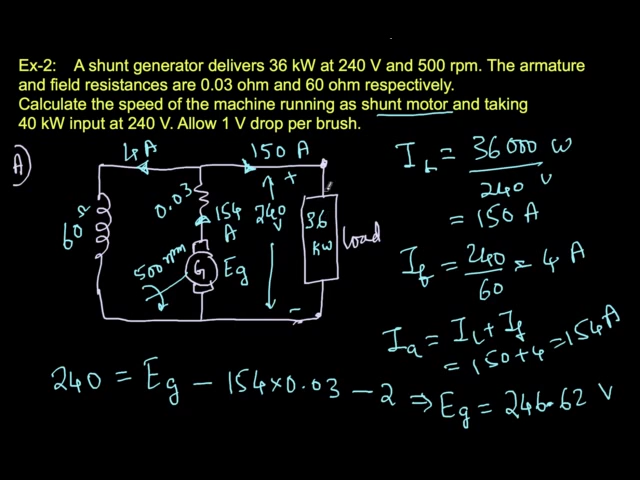 Ex-2: A shunt generator delivers 36 kW at 240 V and 500 rpm. The armature
and field resistances are 0.03 ohm and 60 ohm respectively.
Calculate the speed of the machine running as shunt motor and taking
40 kW input at 240 V. Allow 1 V drop per brush.
A)
4A
150 A
60 Ω
0.03
154 A
500 rpm
G
Eg
+
240 V
-
36 kW
Load
IL = 36000 W / 240 V
= 150 A
If = 240 / 60 = 4 A
Ia = IL + If
= 150 + 4 = 154 A
240 = Eg - 154 × 0.03 - 2 ⇒ Eg = 246.62 V